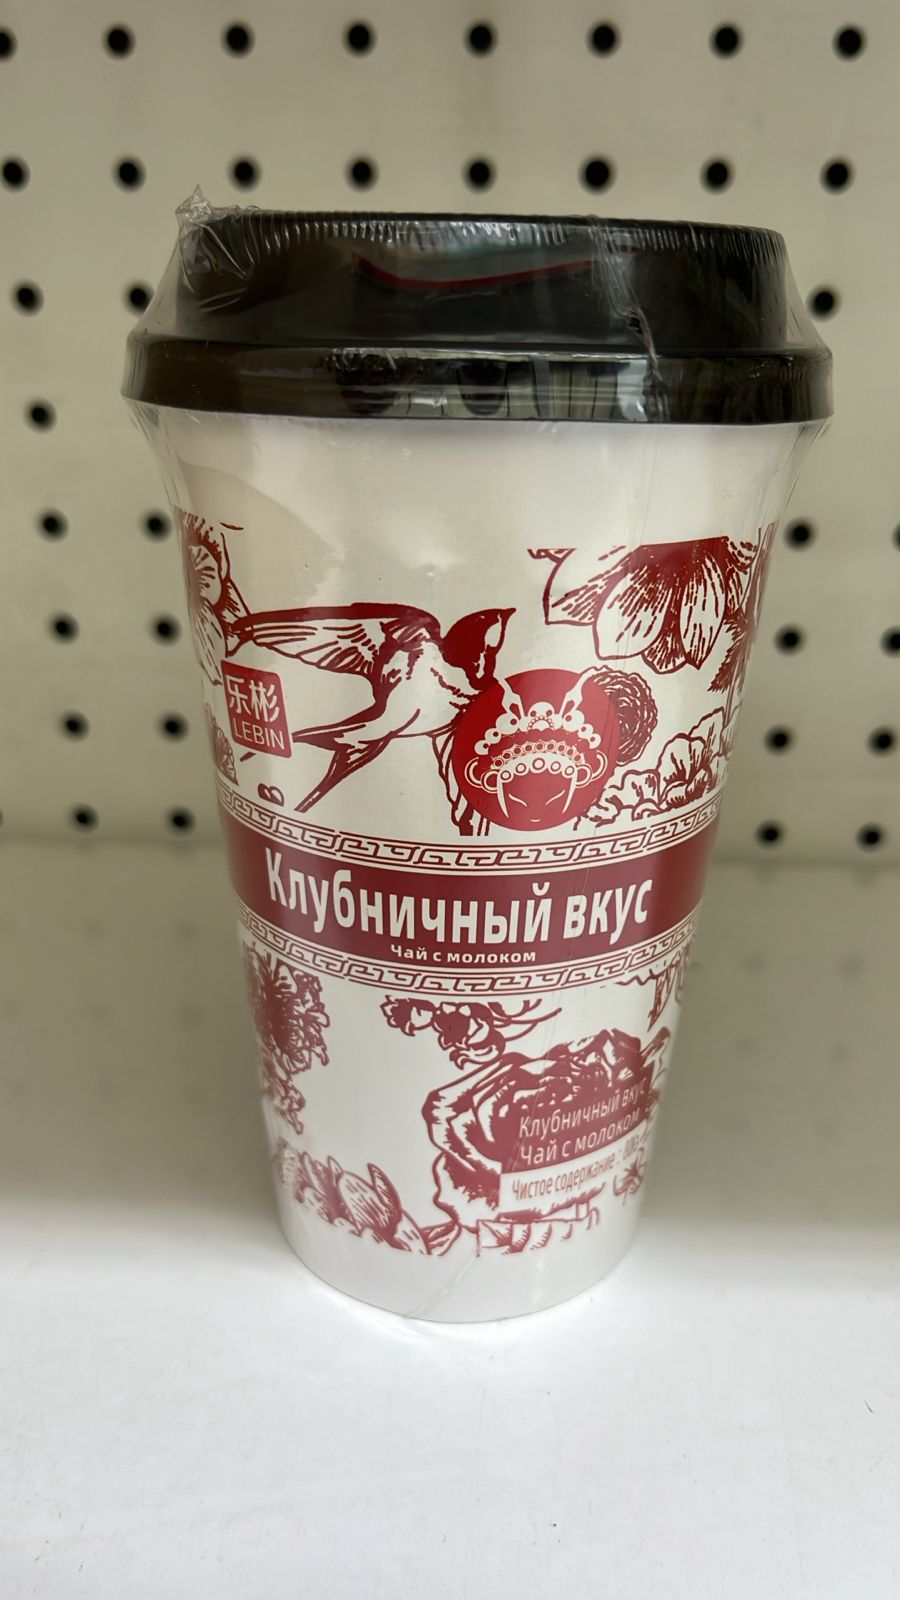 乐彬
LEBIN
Клубничный вкус
Чай с молоком
Клубничный вкус
Чай с молоком
Чистое содержание :